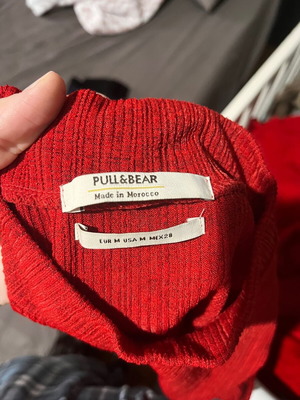 PULL&BEAR
Made in Morocco
EUR M USA M MEX28